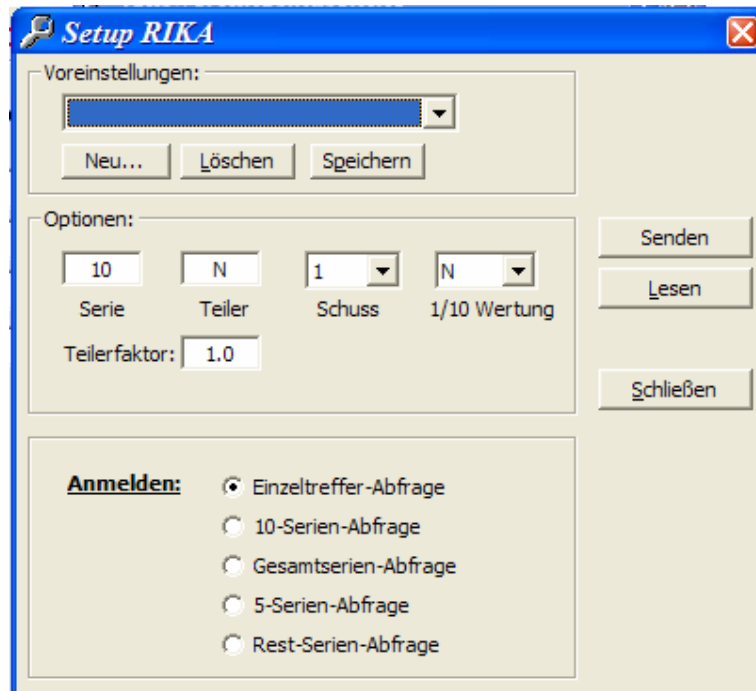 Setup RIKA
Voreinstellungen:
Neu... Löschen Speichern
Optionen:
10 N 1 N
Serie Teiler Schuss 1/10 Wertung
Teilerfaktor: 1.0
Senden
Lesen
Schließen
Anmelden:
Einzeltreffer-Abfrage
10-Serien-Abfrage
Gesamtserien-Abfrage
5-Serien-Abfrage
Rest-Serien-Abfrage